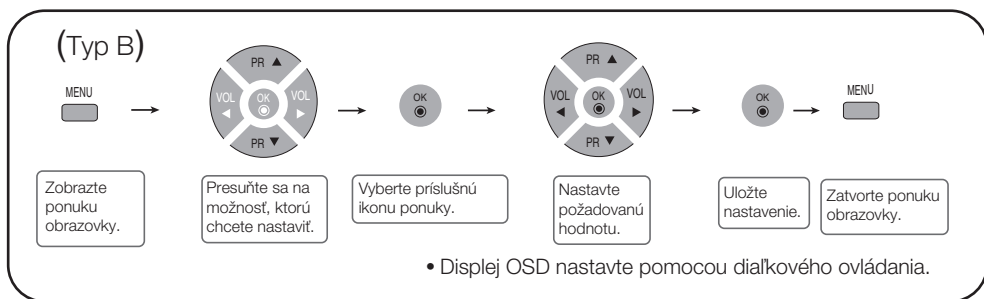 (Typ B)
MENU
PR ▲
VOL ◄
OK
VOL ►
PR ▼
OK
PR ▲
VOL ◄
OK
VOL ►
PR ▼
OK
MENU
Zobrazte
ponuku
obrazovky.
Presuňte sa na
možnosť, ktorú
chcete nastaviť.
Vyberte príslušnú
ikonu ponuky.
Nastavte
požadovanú
hodnotu.
Uložte
nastavenie.
Zatvorte ponuku
obrazovky.
• Displej OSD nastavte pomocou diaľkového ovládania.